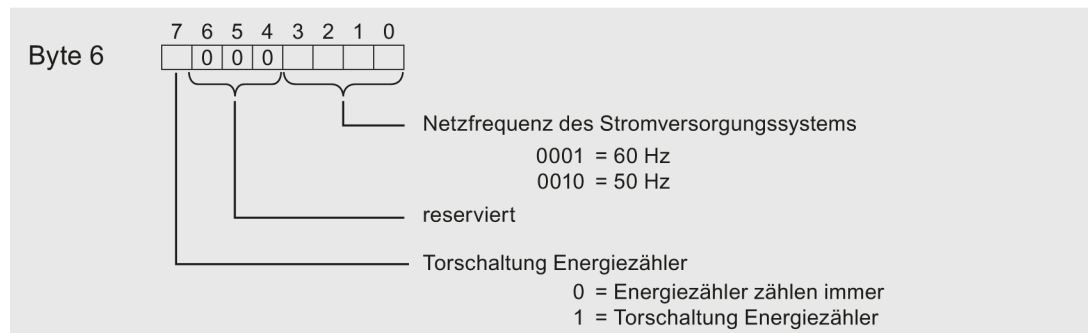 7 6 5 4 3 2 1 0
Byte 6 0 0 0
Netzfrequenz des Stromversorgungssystems
0001 = 60 Hz
0010 = 50 Hz
reserviert
Torschaltung Energiezähler
0 = Energiezähler zählen immer
1 = Torschaltung Energiezähler